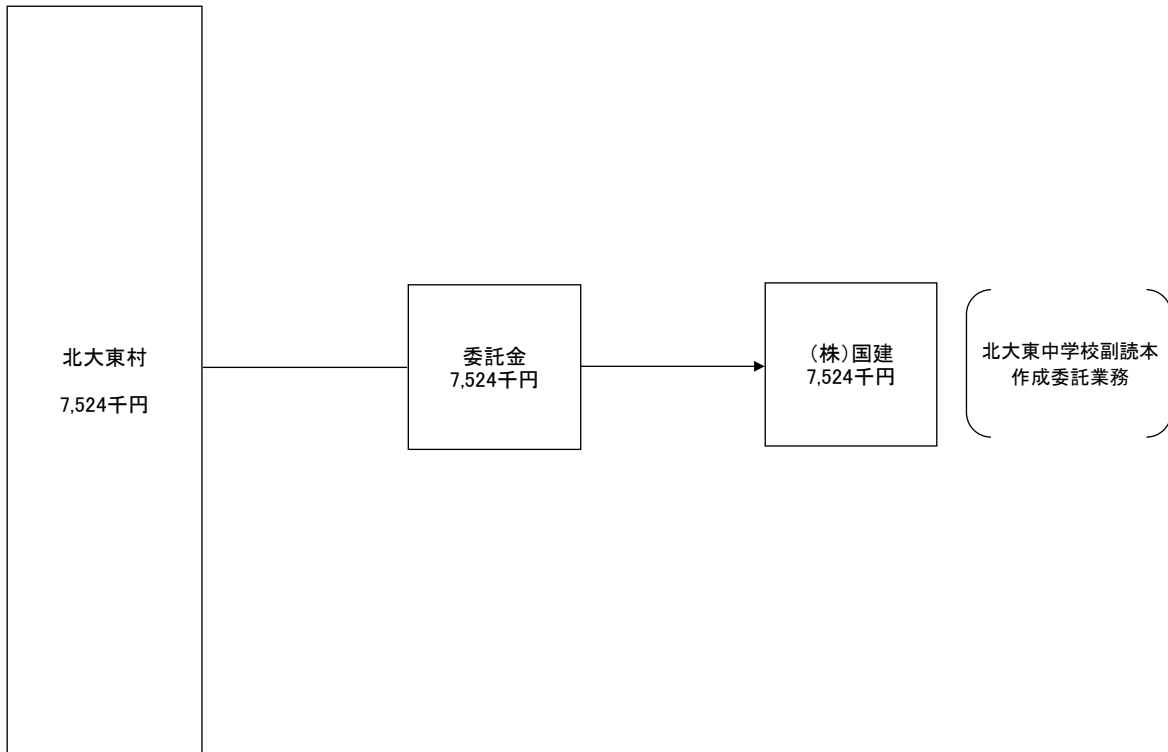 北大東村
7,524千円
委託金
7,524千円
(株)国建
7,524千円
北大東中学校副読本
作成委託業務